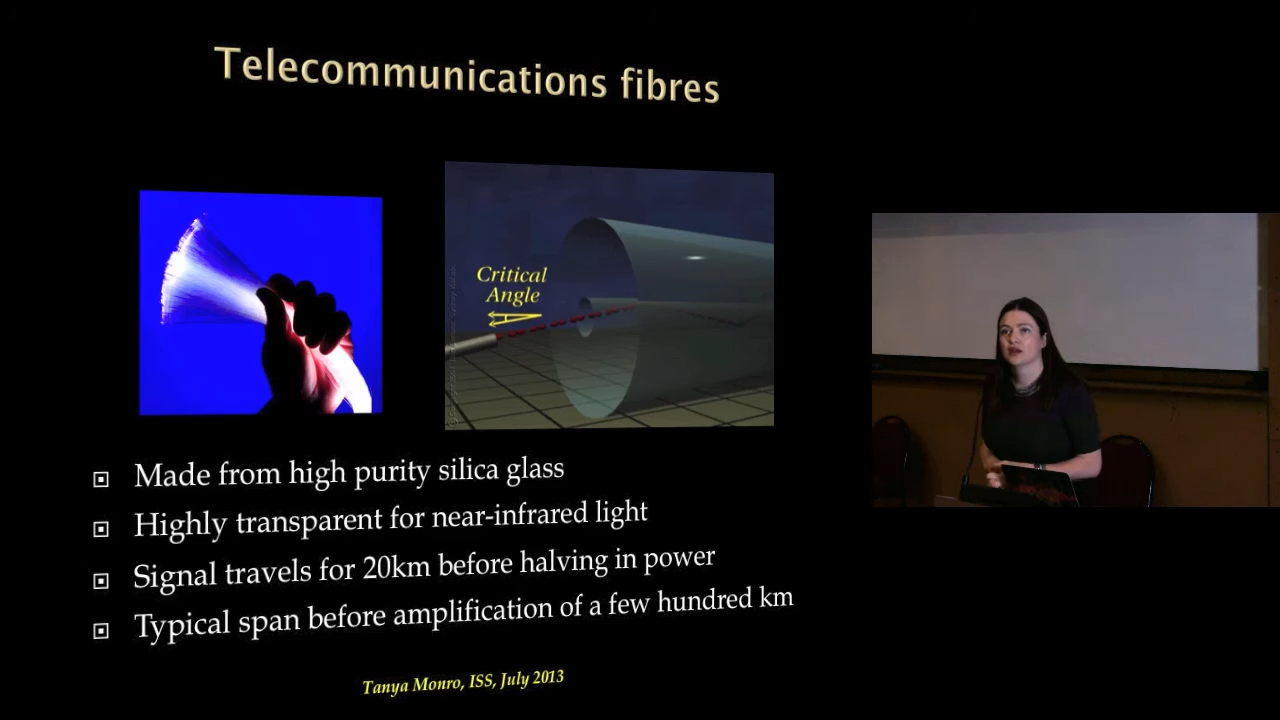 Telecommunications fibres
Critical
Angle
Made from high purity silica glass
Highly transparent for near-infrared light
Signal travels for 20km before halving in power
Typical span before amplification of a few hundred km
Tanya Monro, ISS, July 2013